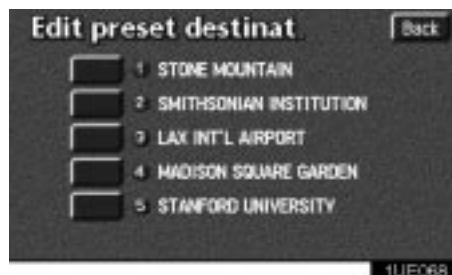 Edit preset destinat Back
1 STONE MOUNTAIN
2 SMITHSONIAN INSTITUTION
3 LAX INT'L AIRPORT
4 MADISON SQUARE GARDEN
5 STANFORD UNIVERSITY
1UE068